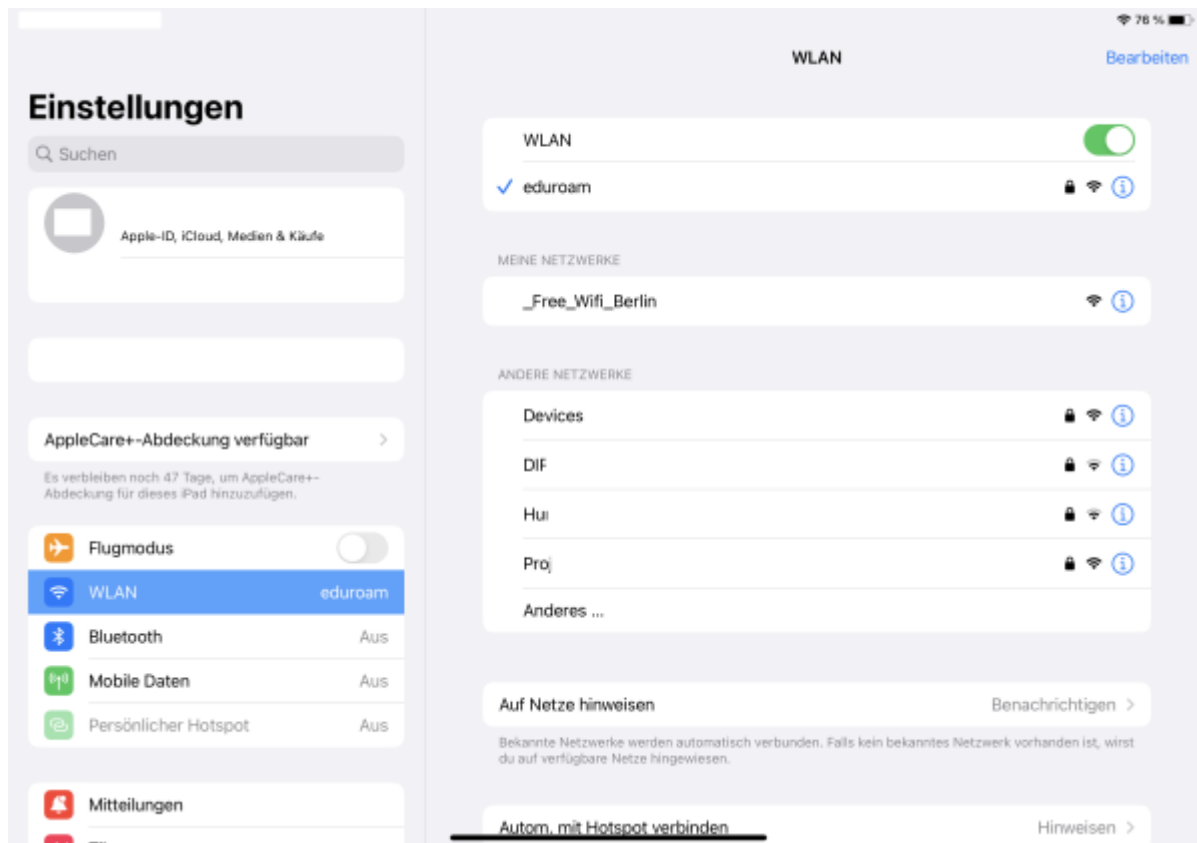 76 %
WLAN
Bearbeiten
Einstellungen
Suchen
Apple-ID, iCloud, Medien & Käufe
AppleCare+-Abdeckung verfügbar
Es verbleiben noch 47 Tage, um AppleCare+-
Abdeckung für dieses iPad hinzuzufügen.
Flugmodus
WLAN eduroam
Bluetooth Aus
Mobile Daten Aus
Persönlicher Hotspot Aus
Mitteilungen
WLAN
eduroam
MEINE NETZWERKE
_Free_Wifi_Berlin
ANDERE NETZWERKE
Devices
DIF
Hu
Proj
Anderes ...
Auf Netze hinweisen Benachrichtigen
Bekannte Netzwerke werden automatisch verbunden. Falls kein bekanntes Netzwerk vorhanden ist, wirst
du auf verfügbare Netze hingewiesen.
Autom. mit Hotspot verbinden Hinweisen